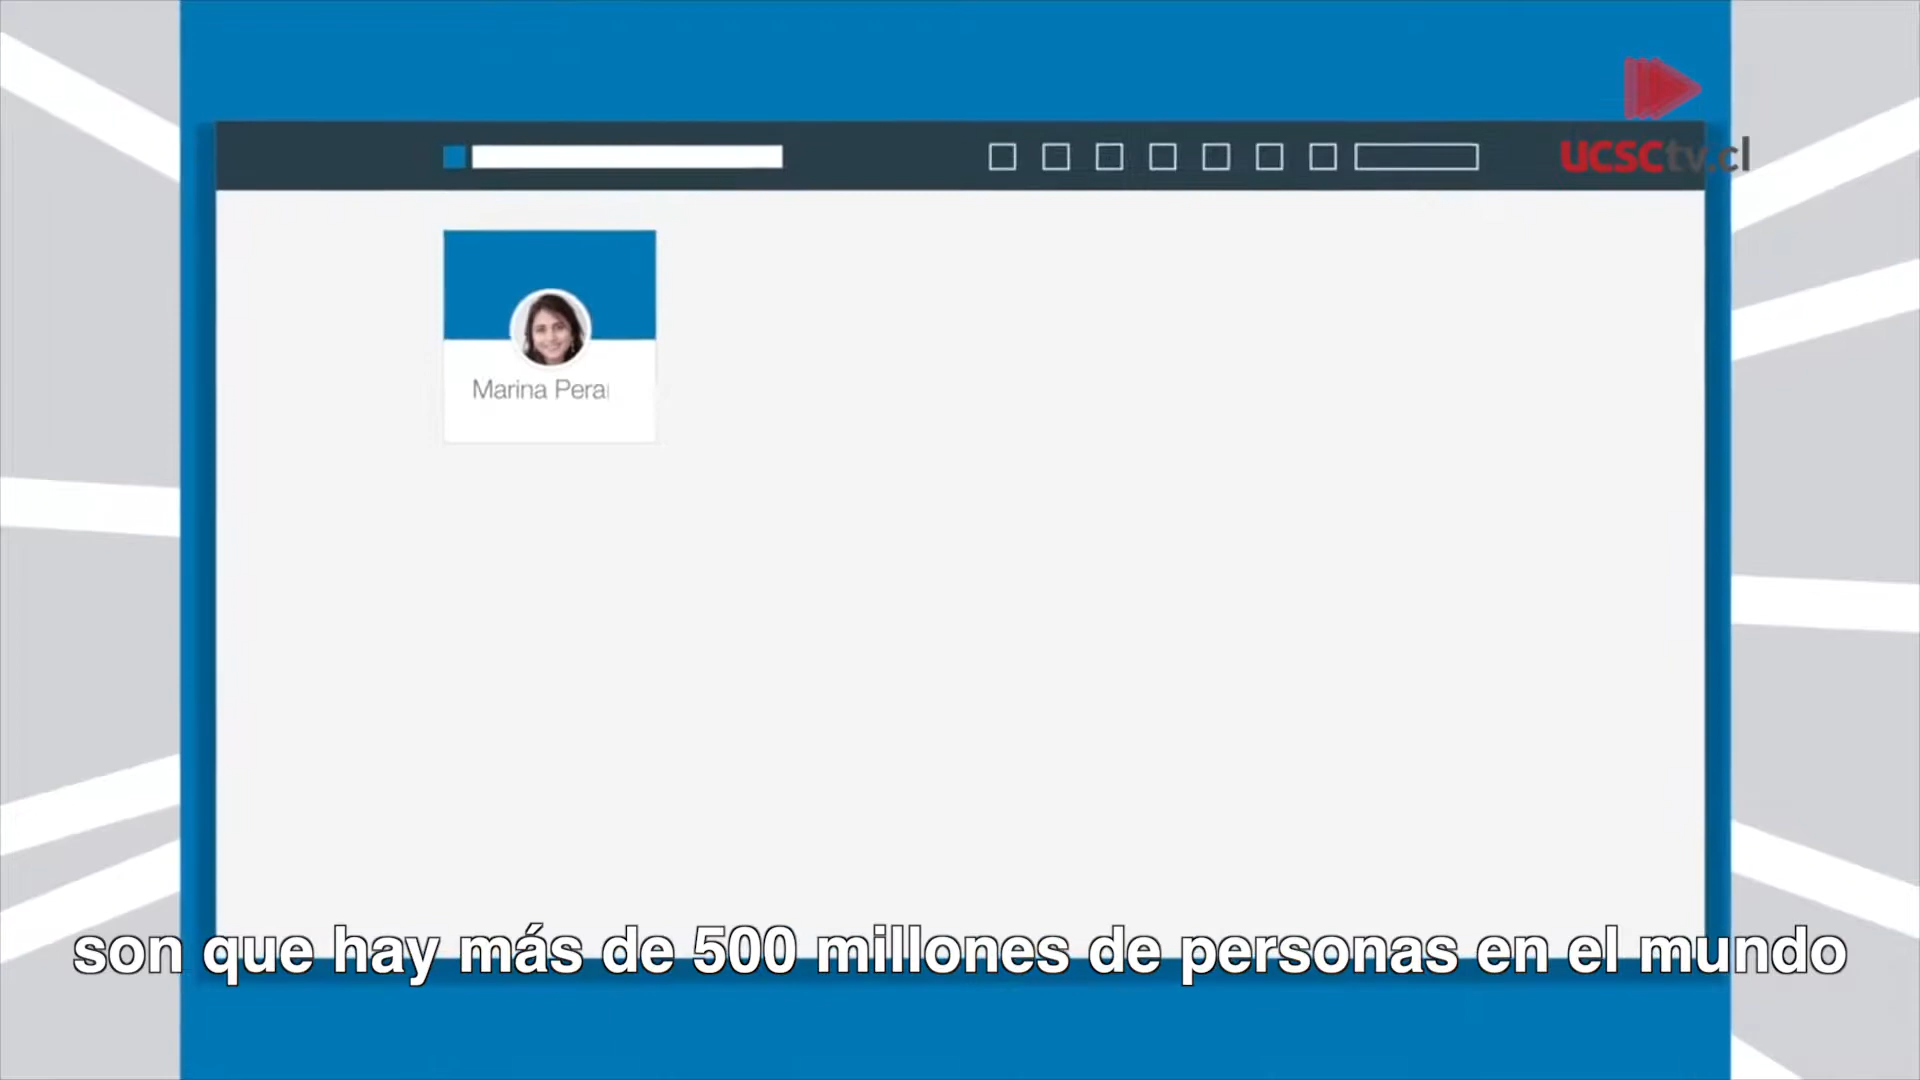 UCSCtv.cl
Marina Pera
son que hay más de 500 millones de personas en el mundo